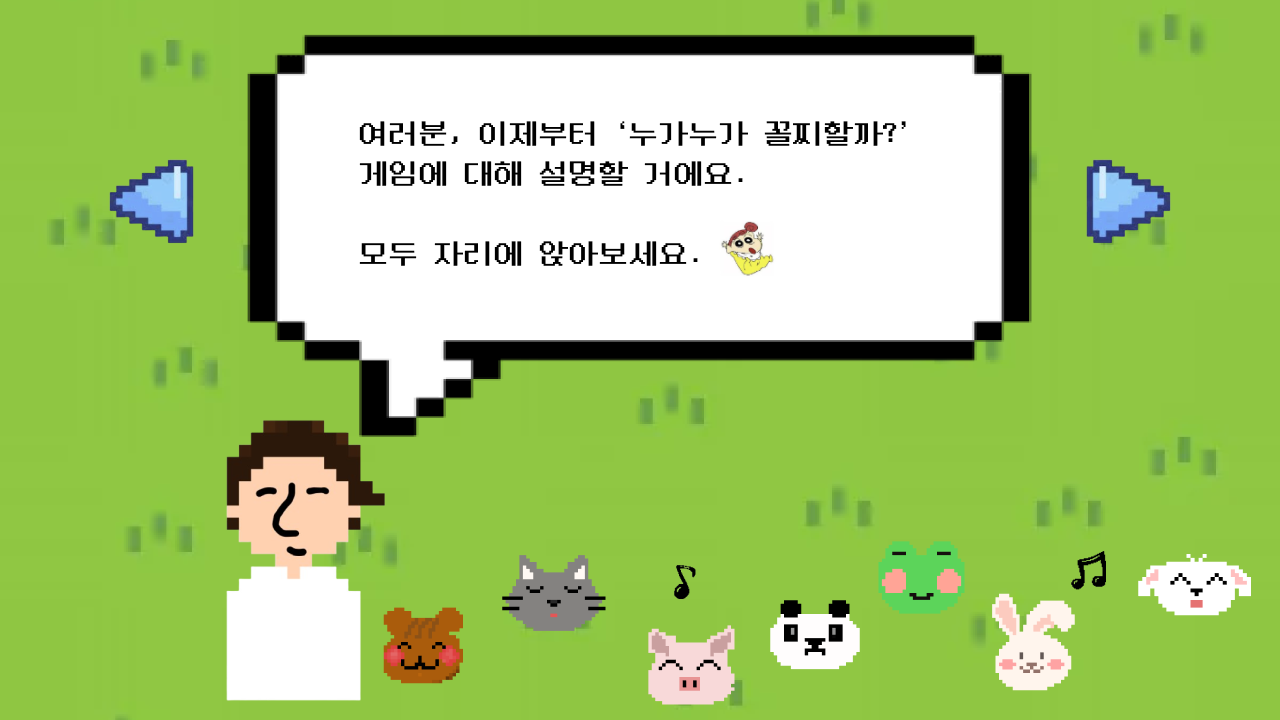 여러분, 이제부터 ‘누가누가 꼴찌할까?’
게임에 대해 설명할 거예요.
모두 자리에 앉아보세요.